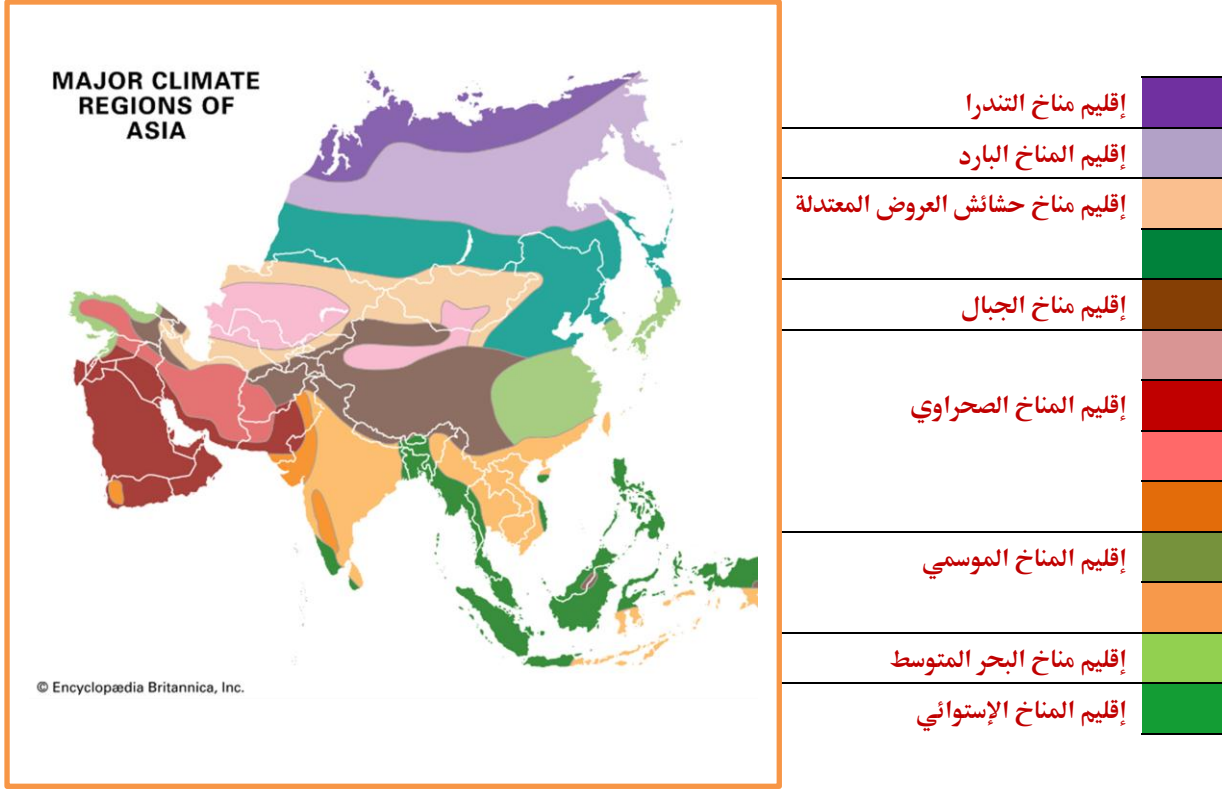 MAJOR CLIMATE
REGIONS OF
ASIA
إقليم مناخ التندرا
إقليم المناخ البارد
إقليم مناخ حشائش العروض المعتدلة
إقليم مناخ الجبال
إقليم المناخ الصحراوي
إقليم المناخ الموسمي
إقليم مناخ البحر المتوسط
إقليم المناخ الإستوائي
© Encyclopædia Britannica, Inc.